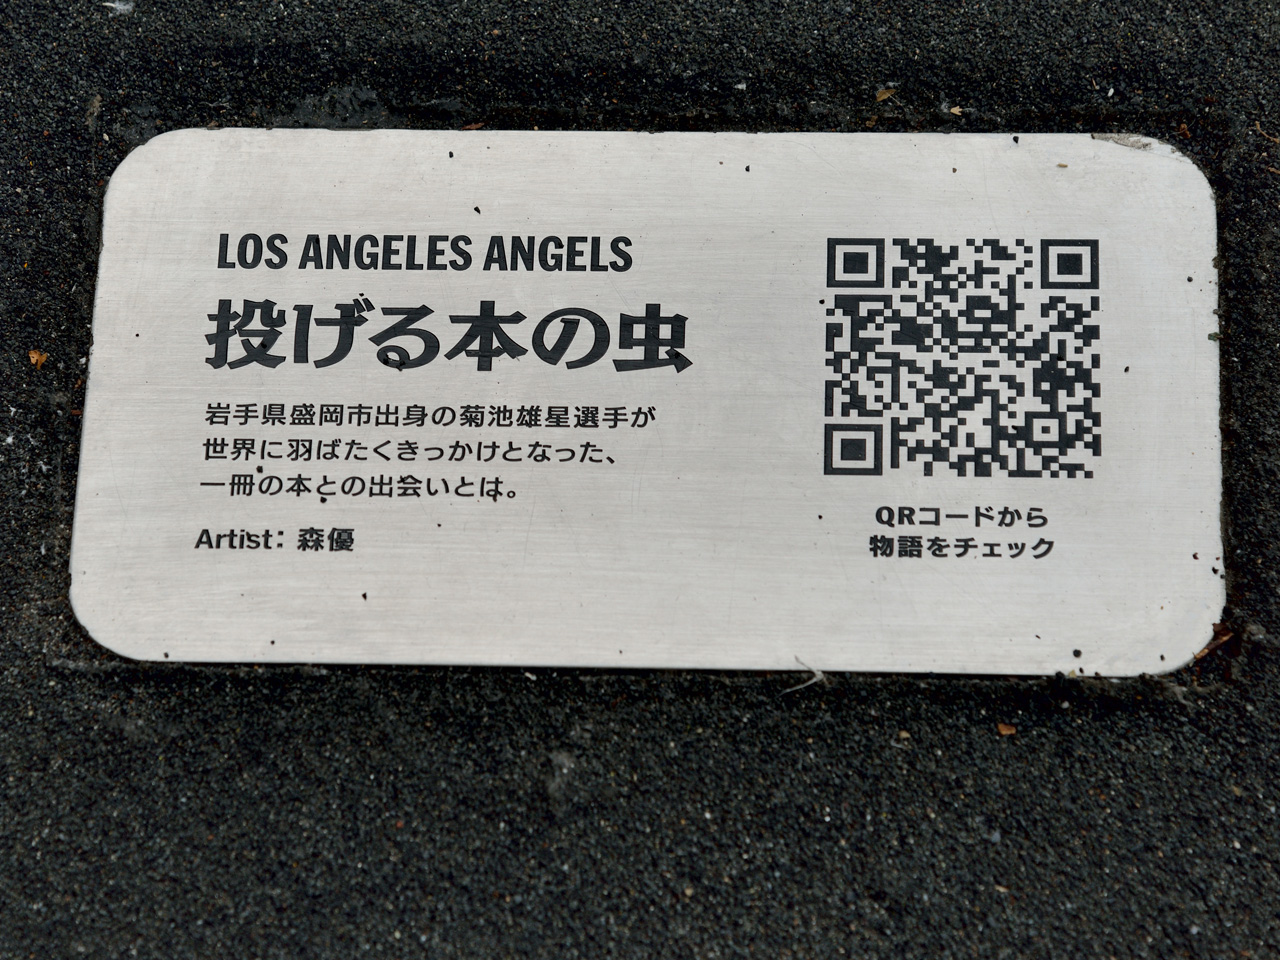 LOS ANGELES ANGELS
投げる本の虫
岩手県盛岡市出身の菊池雄星選手が
世界に羽ばたくきっかけとなった、
一冊の本との出会いとは。
Artist: 森優
QRコードから
物語をチェック